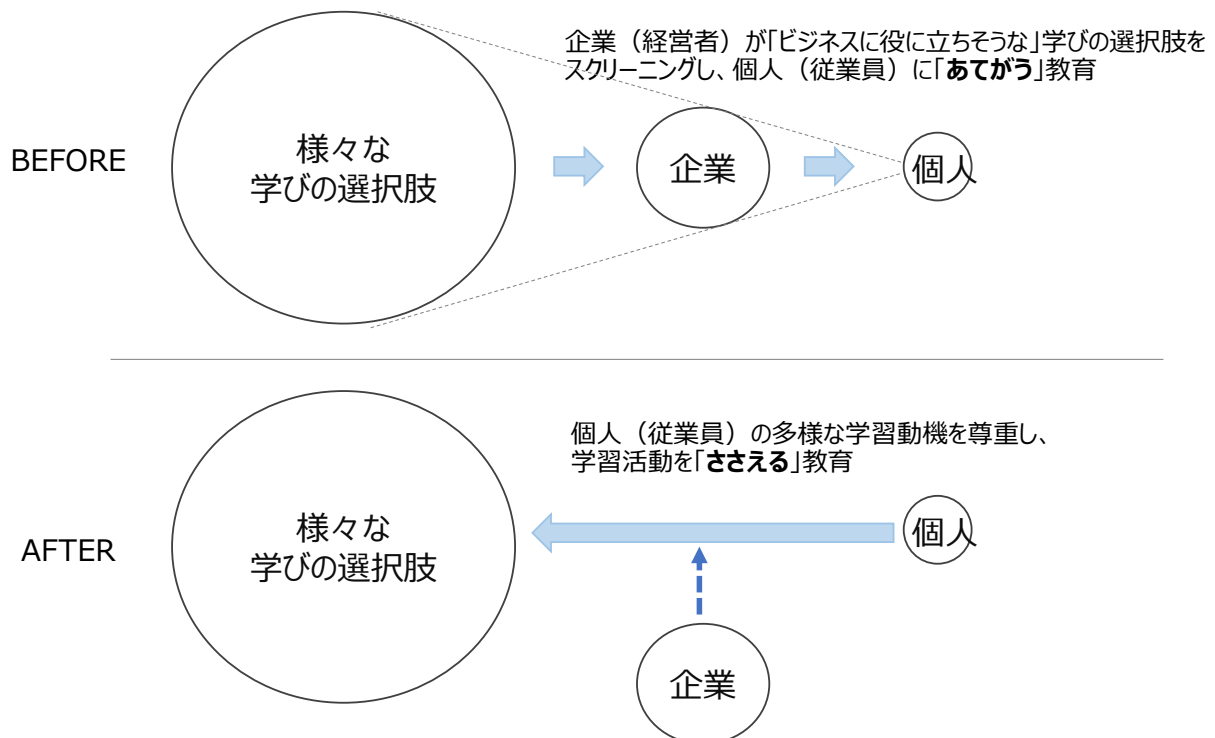 企業（経営者）が「ビジネスに役に立ちそうな」学びの選択肢を
スクリーニングし、個人（従業員）に「あてがう」教育
BEFORE
様々な
学びの選択肢
企業
個人
個人（従業員）の多様な学習動機を尊重し、
学習活動を「ささえる」教育
AFTER
様々な
学びの選択肢
個人
企業